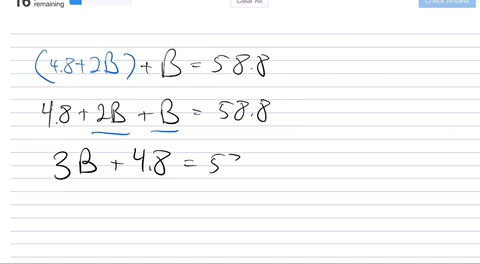 16
remaining
Clear All
Check Answer
(4.8+2B)+B=58.8
4.8+2B+B=58.8
3B+4.8=5